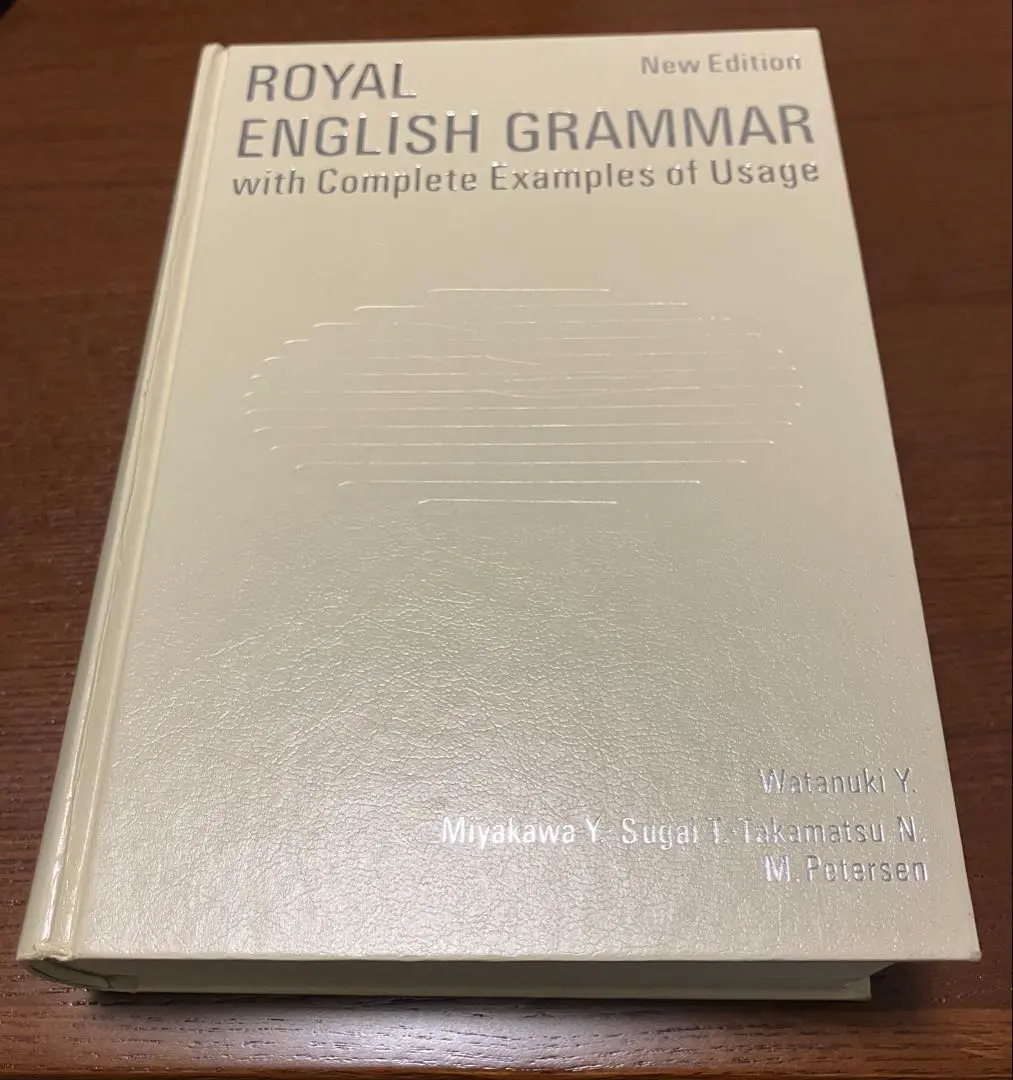 New Edition
ROYAL
ENGLISH GRAMMAR
with Complete Examples of Usage
Watanuki Y.
Miyakawa Y. Sugai T. Takamatsu N.
M. Petersen